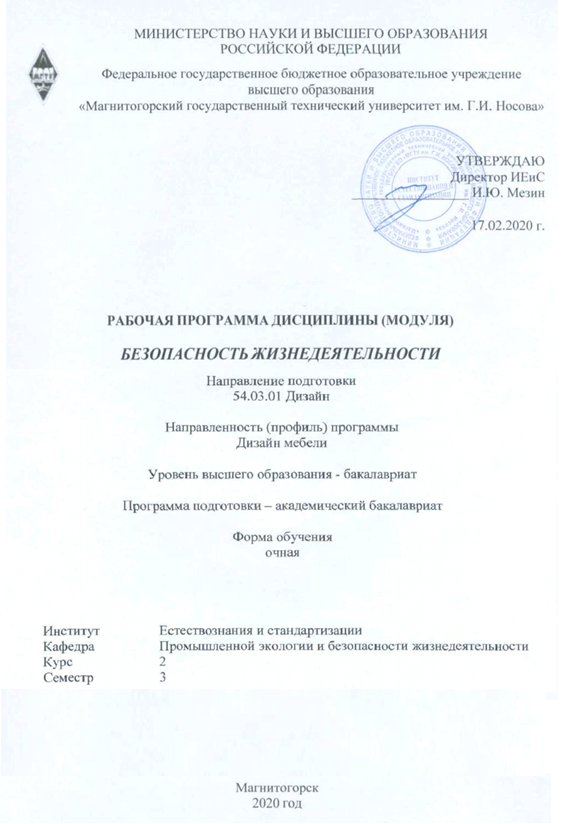 МИНИСТЕРСТВО НАУКИ И ВЫСШЕГО ОБРАЗОВАНИЯ
РОССИЙСКОЙ ФЕДЕРАЦИИ
Федеральное государственное бюджетное образовательное учреждение
высшего образования
«Магнитогорский государственный технический университет им. Г.И. Носова»
УТВЕРЖДАЮ
Директор ИЕиС
И.Ю. Мезин
17.02.2020 г.
РАБОЧАЯ ПРОГРАММА ДИСЦИПЛИНЫ (МОДУЛЯ)
БЕЗОПАСНОСТЬ ЖИЗНЕДЕЯТЕЛЬНОСТИ
Направление подготовки
54.03.01 Дизайн
Направленность (профиль) программы
Дизайн мебели
Уровень высшего образования - бакалавриат
Программа подготовки – академический бакалавриат
Форма обучения
очная
Институт Естествознания и стандартизации
Кафедра Промышленной экологии и безопасности жизнедеятельности
Курс 2
Семестр 3
Магнитогорск
2020 год